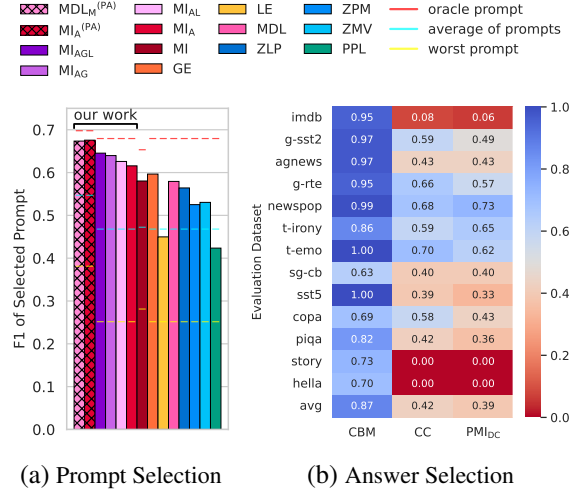 MDL_M^(PA) MI_AL LE ZPM oracle prompt
MI_A^(PA) MI_A MDL ZMV average of prompts
MI_AGL MI ZLP PPL worst prompt
MI_AG GE
our work
F1 of Selected Prompt
0.7
0.6
0.5
0.4
0.3
0.2
0.1
0.0
(a) Prompt Selection
Evaluation Dataset
imdb 0.95 0.08 0.06
g-sst2 0.97 0.59 0.49
agnews 0.97 0.43 0.43
g-rte 0.95 0.66 0.57
newspop 0.99 0.68 0.73
t-irony 0.86 0.59 0.65
t-emo 1.00 0.70 0.62
sg-cb 0.63 0.40 0.40
sst5 1.00 0.39 0.33
copa 0.69 0.58 0.43
piqa 0.82 0.42 0.36
story 0.73 0.00 0.00
hella 0.70 0.00 0.00
avg 0.87 0.42 0.39
CBM CC PMI_DC
1.0
0.8
0.6
0.4
0.2
0.0
(b) Answer Selection